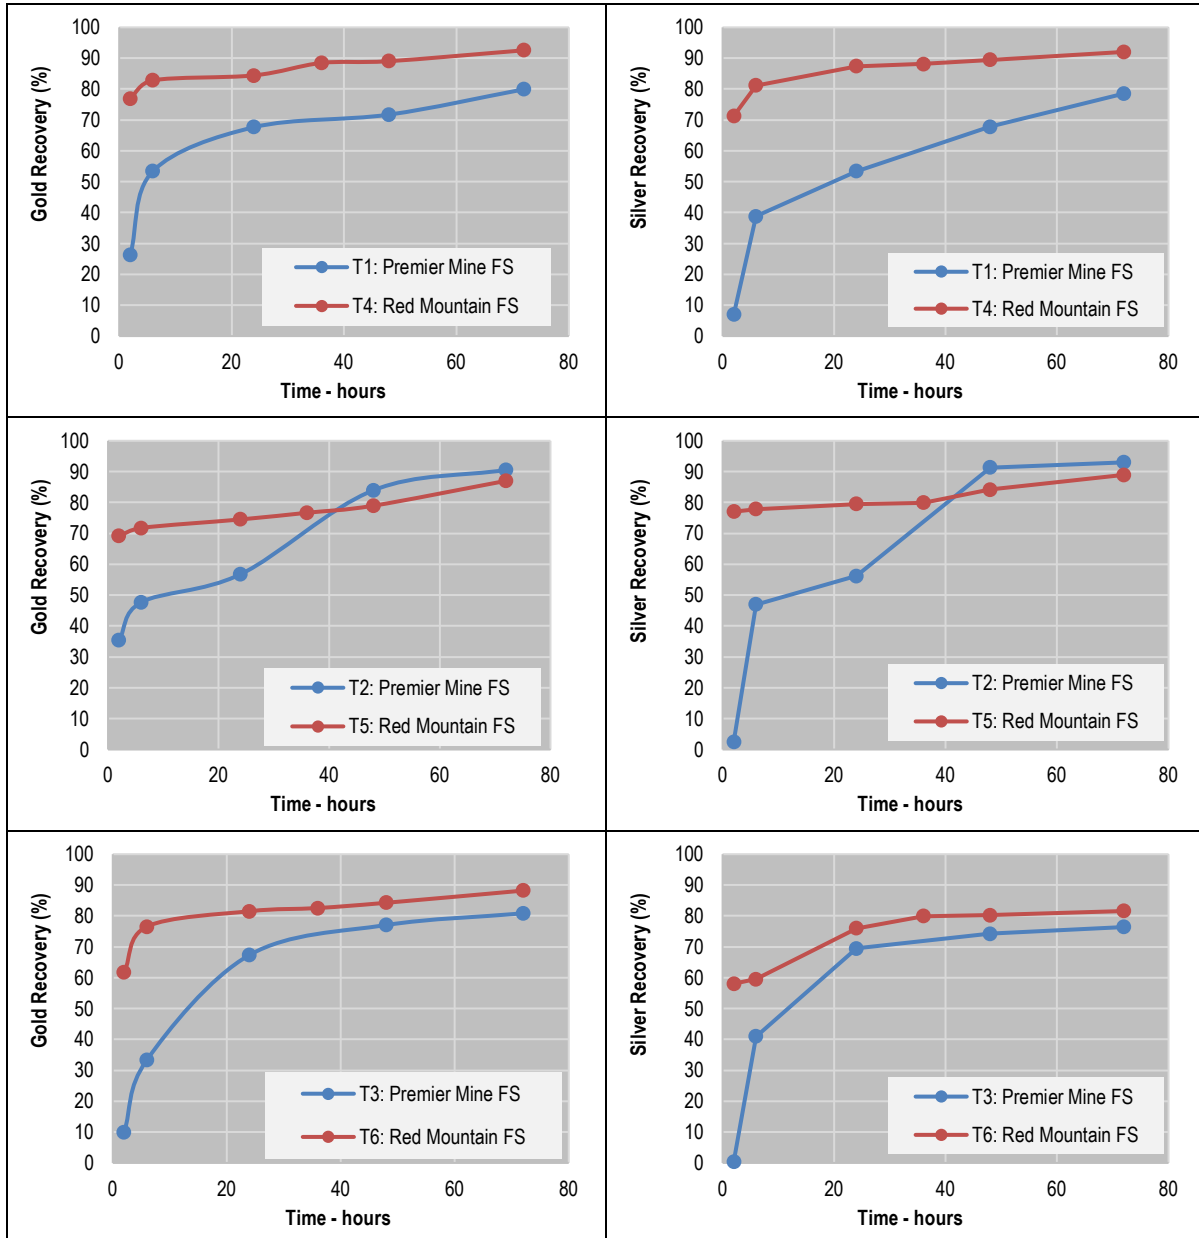 Gold Recovery (%)
100
90
80
70
60
50
40
30
20
10
0
T1: Premier Mine FS
T4: Red Mountain FS
0 20 40 60 80
Time - hours
Silver Recovery (%)
100
90
80
70
60
50
40
30
20
10
0
T1: Premier Mine FS
T4: Red Mountain FS
0 20 40 60 80
Time - hours
Gold Recovery (%)
100
90
80
70
60
50
40
30
20
10
0
T2: Premier Mine FS
T5: Red Mountain FS
0 20 40 60 80
Time - hours
Silver Recovery (%)
100
90
80
70
60
50
40
30
20
10
0
T2: Premier Mine FS
T5: Red Mountain FS
0 20 40 60 80
Time - hours
Gold Recovery (%)
100
90
80
70
60
50
40
30
20
10
0
T3: Premier Mine FS
T6: Red Mountain FS
0 20 40 60 80
Time - hours
Silver Recovery (%)
100
90
80
70
60
50
40
30
20
10
0
T3: Premier Mine FS
T6: Red Mountain FS
0 20 40 60 80
Time - hours